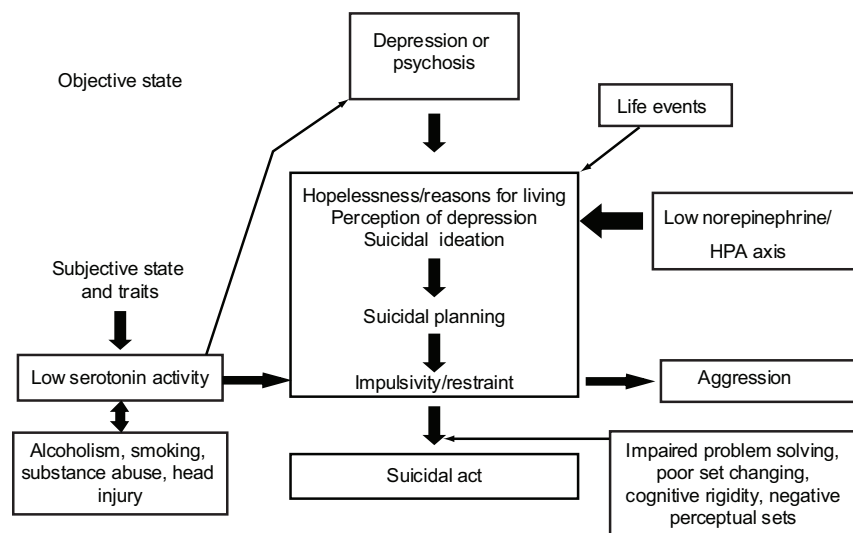 Depression or
psychosis
Objective state
Life events
Hopelessness/reasons for living
Perception of depression
Suicidal ideation
Low norepinephrine/
HPA axis
Subjective state
and traits
Suicidal planning
Low serotonin activity
Impulsivity/restraint
Aggression
Alcoholism, smoking,
substance abuse, head
injury
Suicidal act
Impaired problem solving,
poor set changing,
cognitive rigidity, negative
perceptual sets